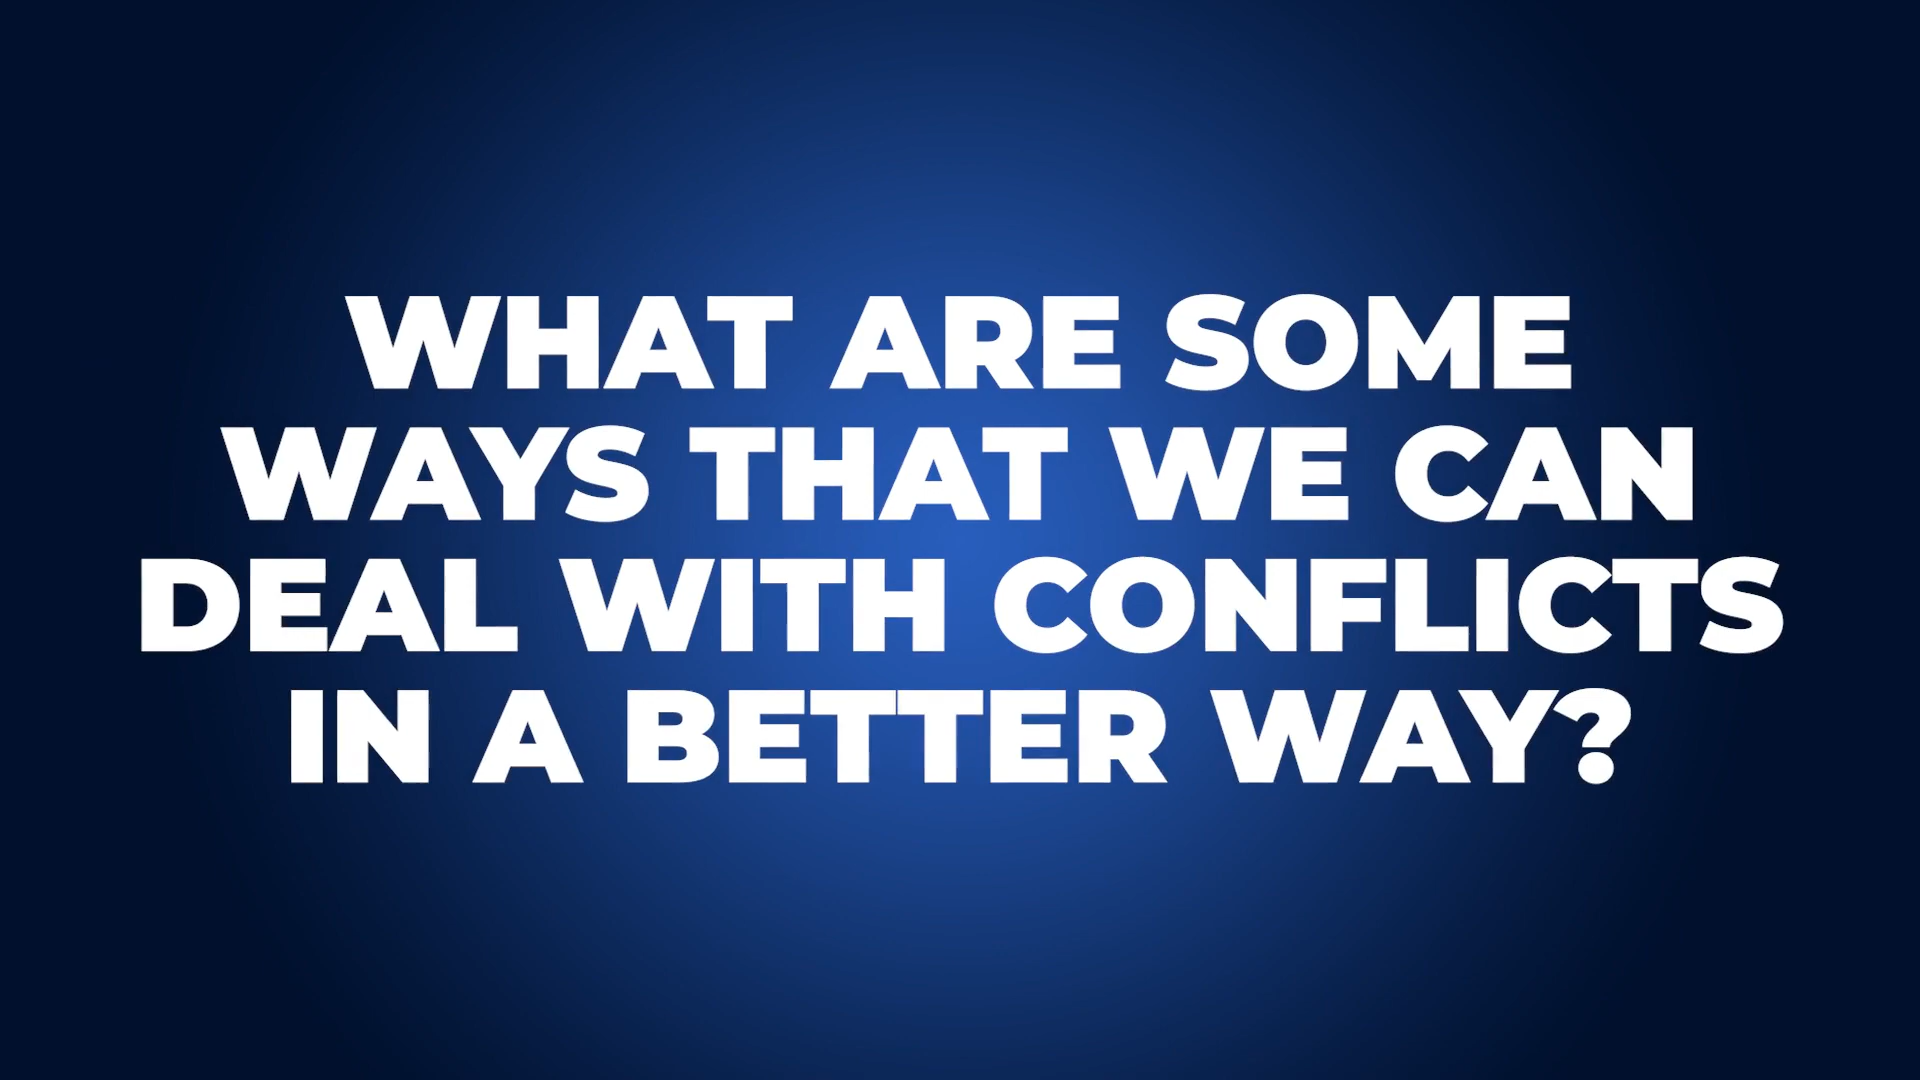 WHAT ARE SOME
WAYS THAT WE CAN
DEAL WITH CONFLICTS
IN A BETTER WAY?